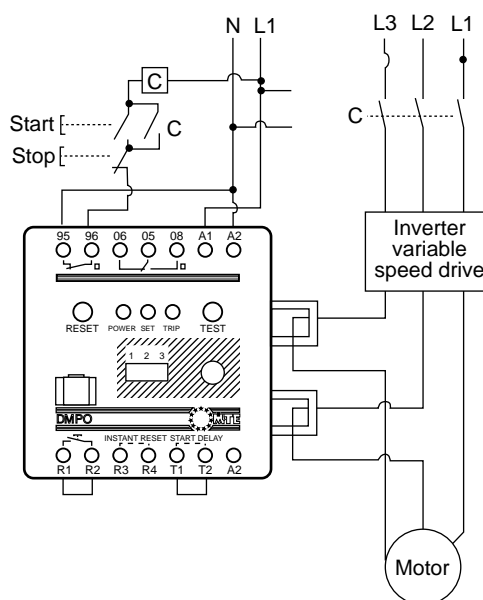 N L1 L3 L2 L1
C
Start
C
C
Stop
95 96 06 05 08 A1 A2
Inverter
variable
speed drive
RESET POWER SET TRIP TEST
1 2 3
DMPO MTE
INSTANT RESET START DELAY
R1 R2 R3 R4 T1 T2 A2
Motor